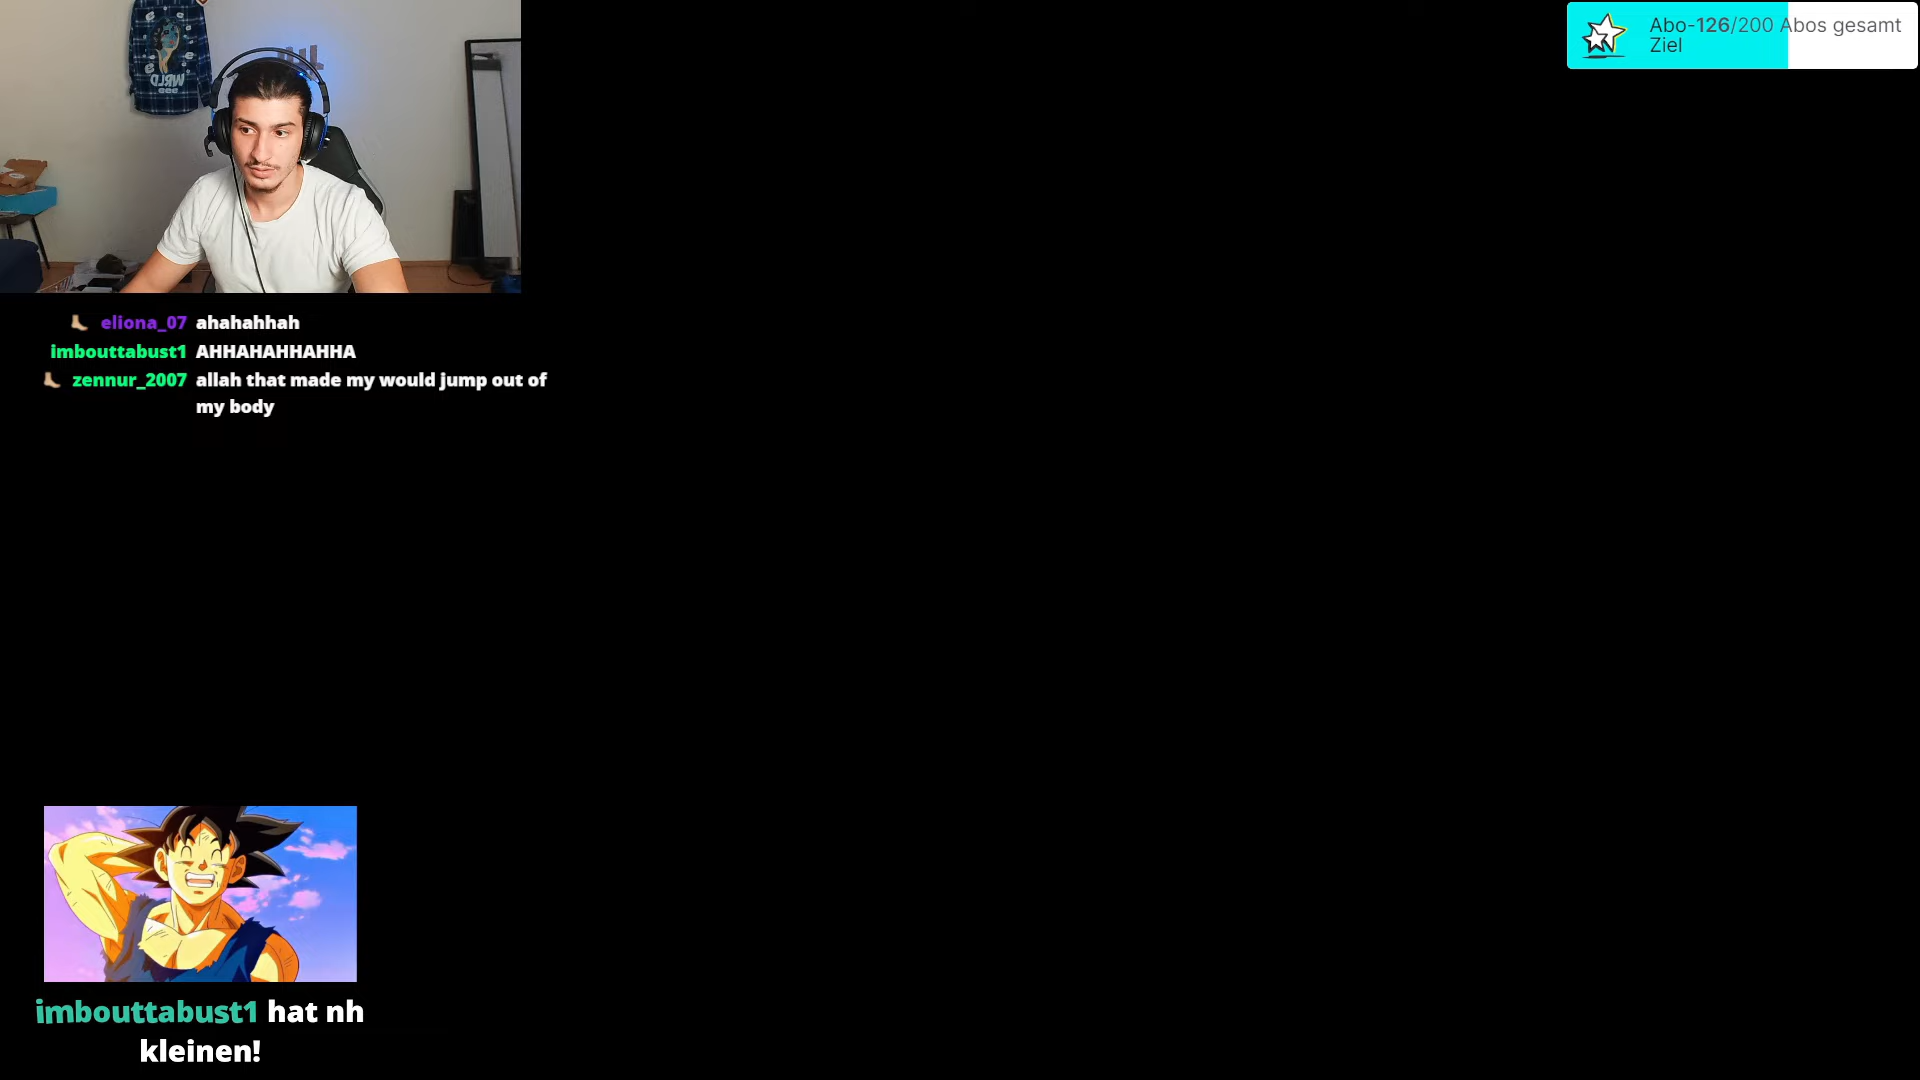 Abo-126/200 Abos gesamt
Ziel
eliona_07 ahahahhah
imbouttabust1 AHHAHAHHAHHA
zennur_2007 allah that made my would jump out of
my body
imbouttabust1 hat nh
kleinen!